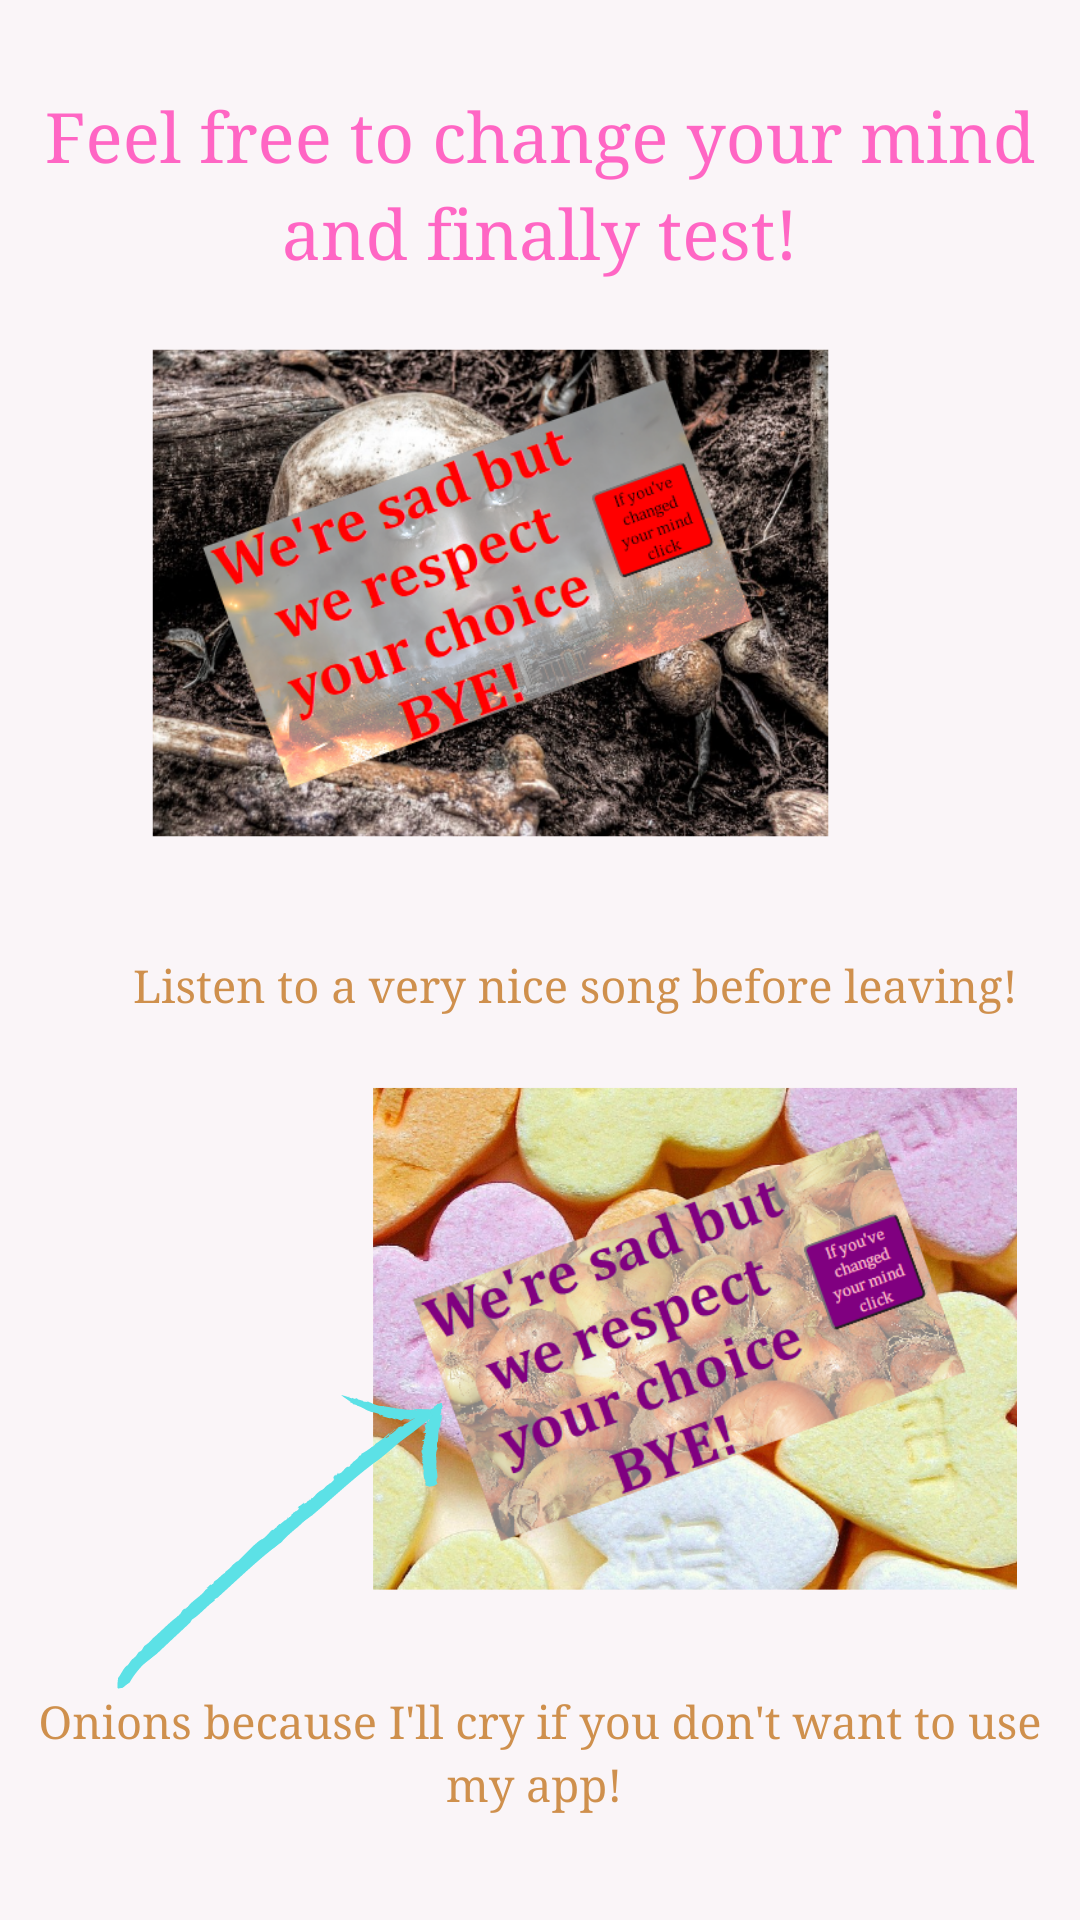 Feel free to change your mind
and finally test!
We're sad but
we respect
your choice
BYE!
If you've
changed
your mind
click
Listen to a very nice song before leaving!
We're sad but
we respect
your choice
BYE!
If you've
changed
your mind
click
Onions because I'll cry if you don't want to use
my app!